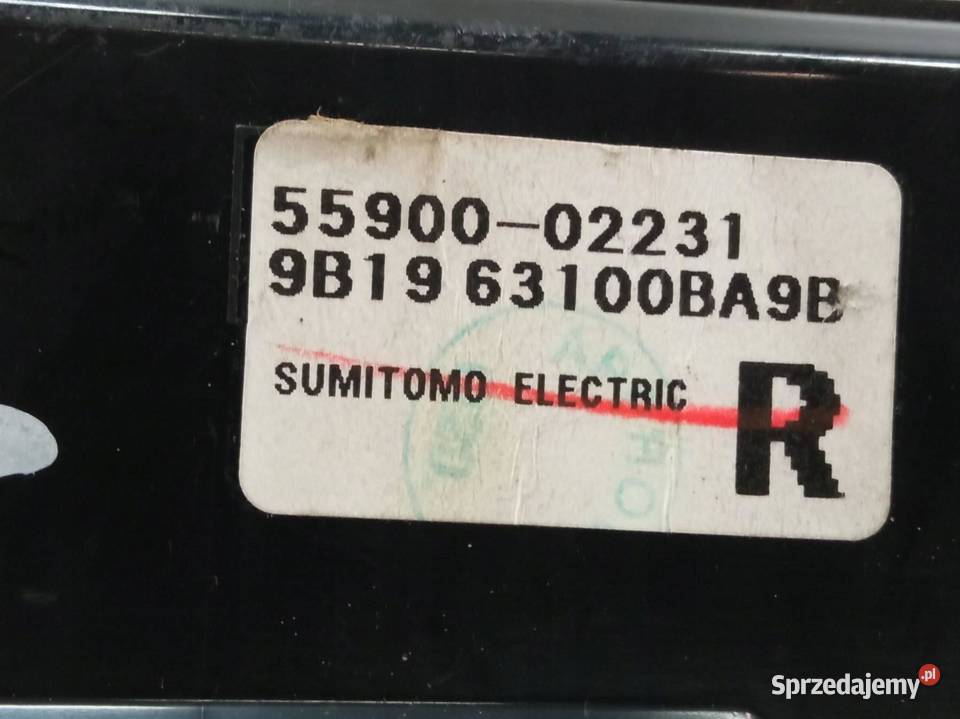 55900-02231
9B19 63100BA9B
SUMITOMO ELECTRIC
R
Sprzedajemy.pl